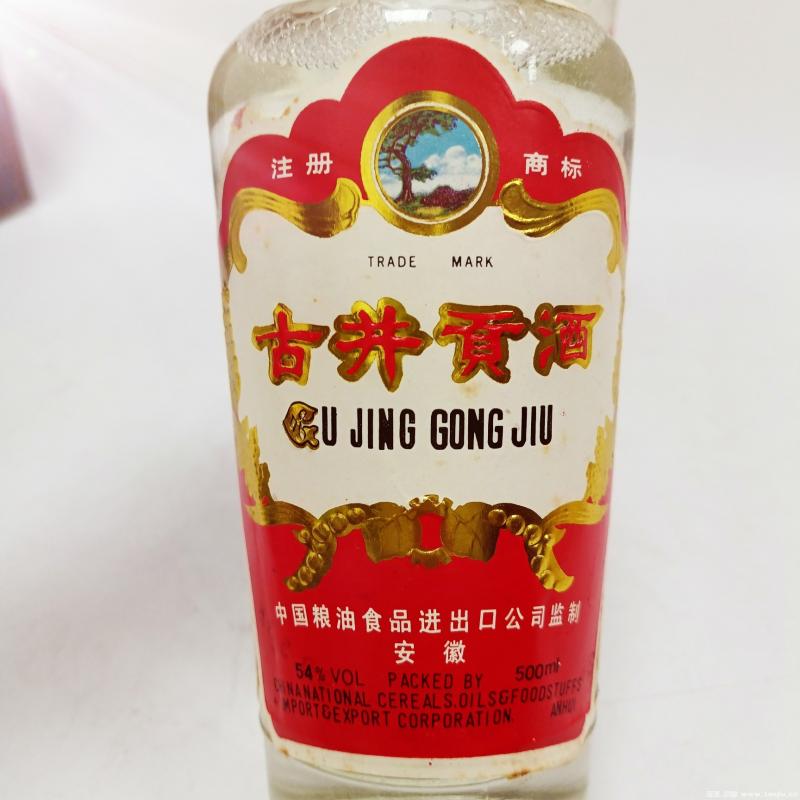 注册 商标
TRADE MARK
古井贡酒
GU JING GONG JIU
中国粮油食品进出口公司监制
安徽
54% VOL PACKED BY 500ml
CHINA NATIONAL CEREALS.OILS&FOODSTUFFS
IMPORT&EXPORT CORPORATION. ANHUI